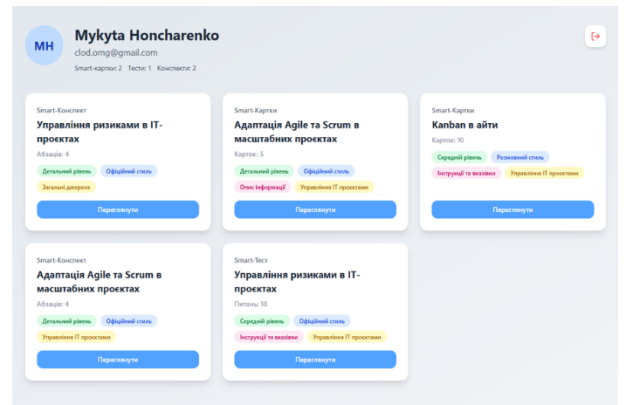 MH
Mykyta Honcharenko
clod.omg@gmail.com
Smart-картки: 2 Тести: 1 Конспекти: 2
Smart-Конспект
Управління ризиками в IT-
проєктах
Абзаців: 4
Детальний рівень Офіційний стиль
Загальні джерела
Переглянути
Smart-Картки
Адаптація Agile та Scrum в
масштабних проєктах
Карток: 5
Детальний рівень Офіційний стиль
Опис інформації Управління ІТ проєктами
Переглянути
Smart-Картки
Kanban в айти
Карток: 10
Середній рівень Розмовний стиль
Інструкції та вказівки Управління ІТ проєктами
Переглянути
Smart-Конспект
Адаптація Agile та Scrum в
масштабних проєктах
Абзаців: 4
Детальний рівень Офіційний стиль
Управління ІТ проєктами
Переглянути
Smart-Тест
Управління ризиками в IT-
проєктах
Питань: 10
Середній рівень Офіційний стиль
Інструкції та вказівки Управління ІТ проєктами
Переглянути